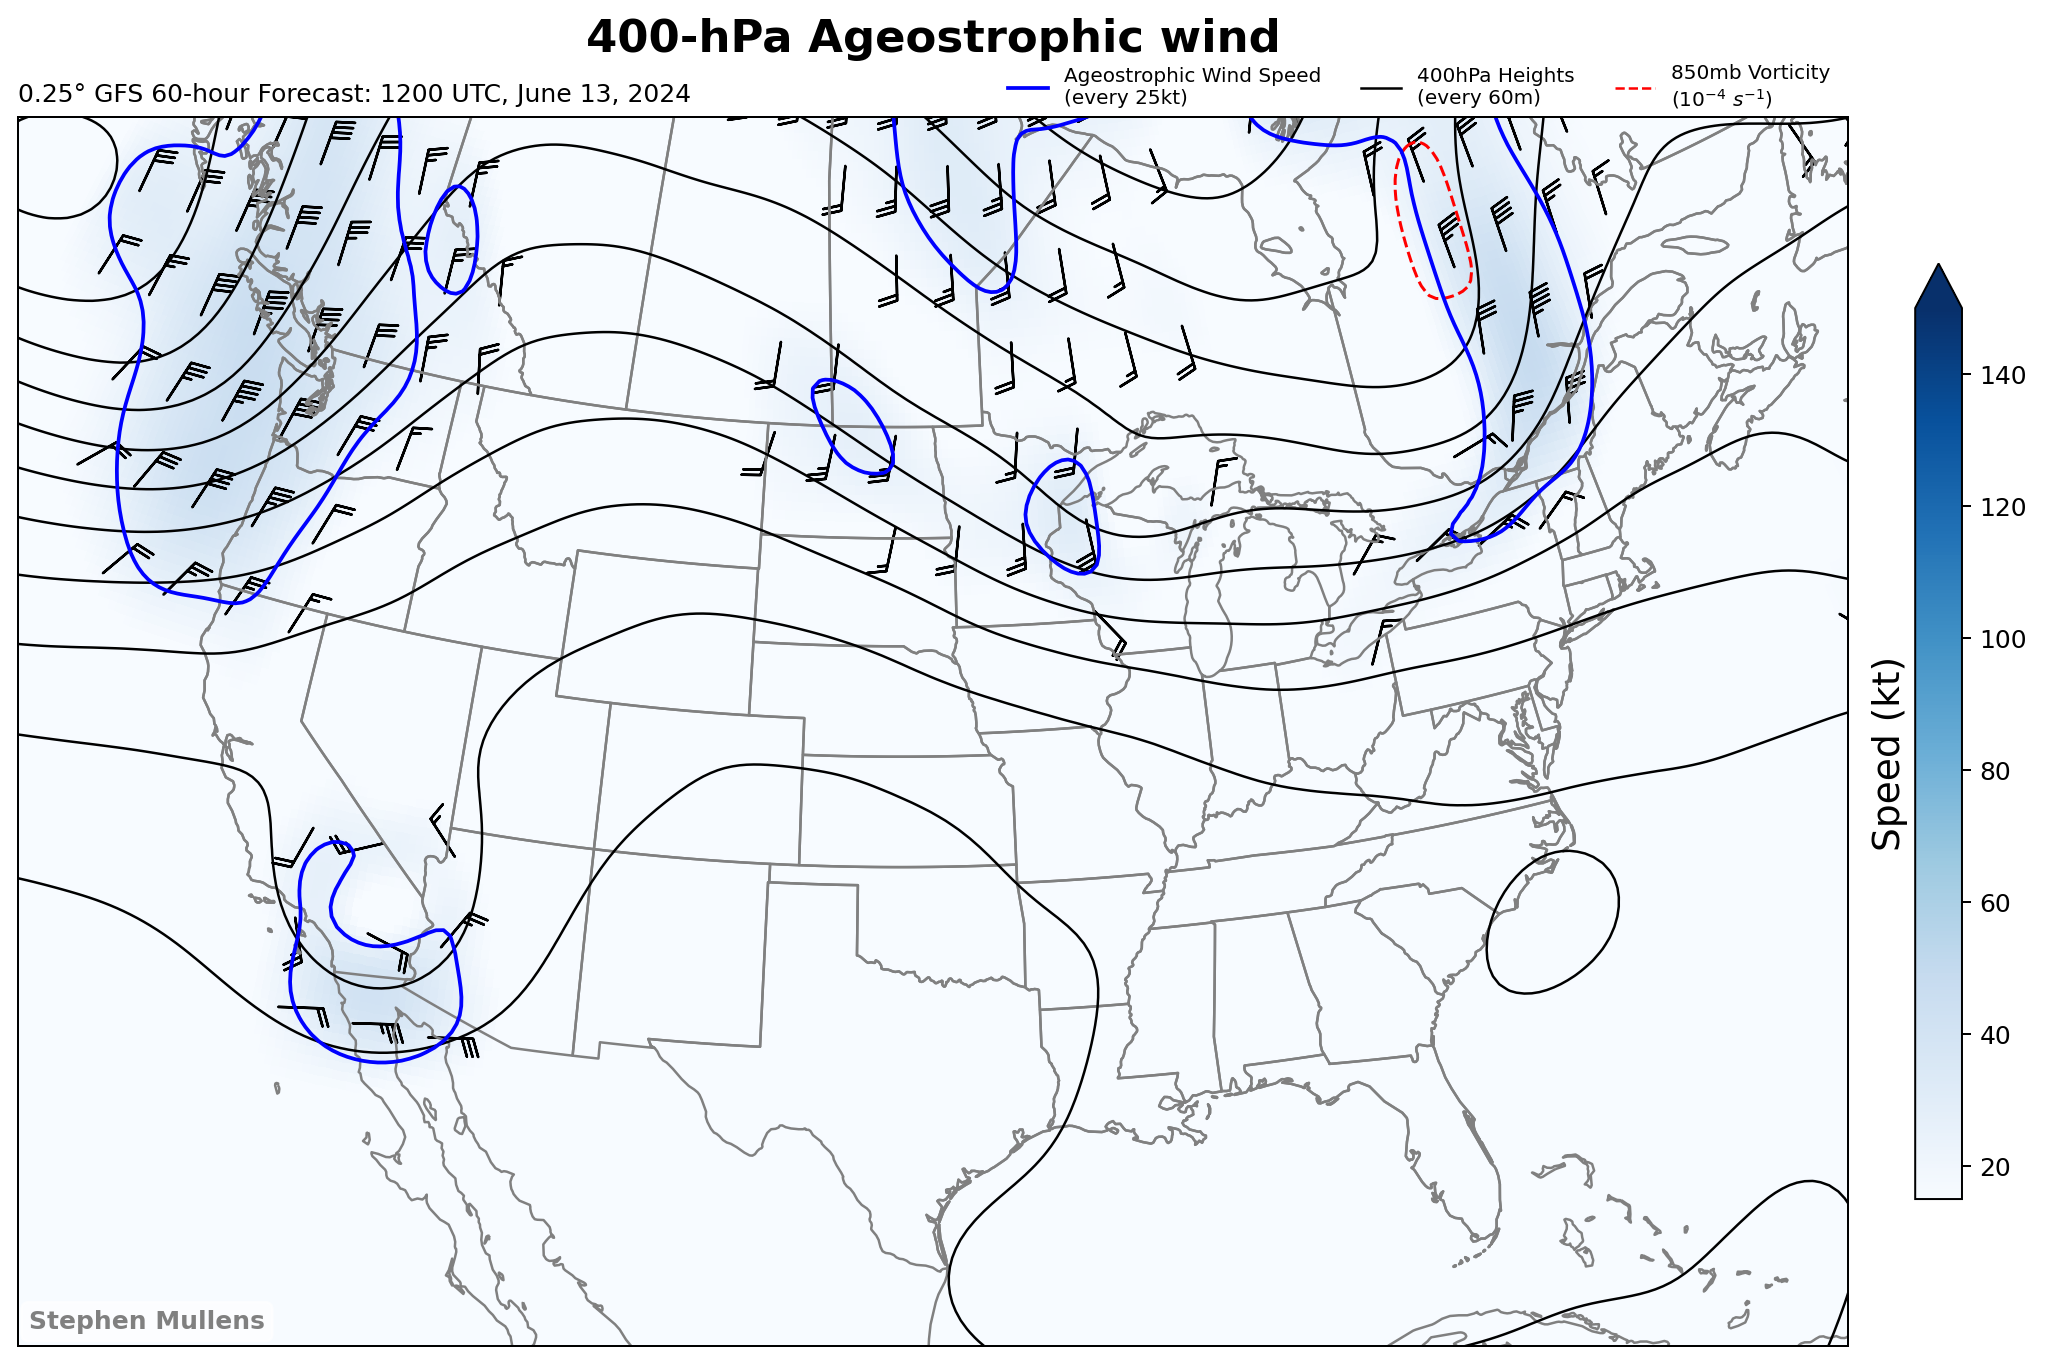 400-hPa Ageostrophic wind
0.25° GFS 60-hour Forecast: 1200 UTC, June 13, 2024
Ageostrophic Wind Speed
(every 25kt)
400hPa Heights
(every 60m)
850mb Vorticity
(10⁻⁴ s⁻¹)
140
120
100
80
60
40
20
Speed (kt)
Stephen Mullens